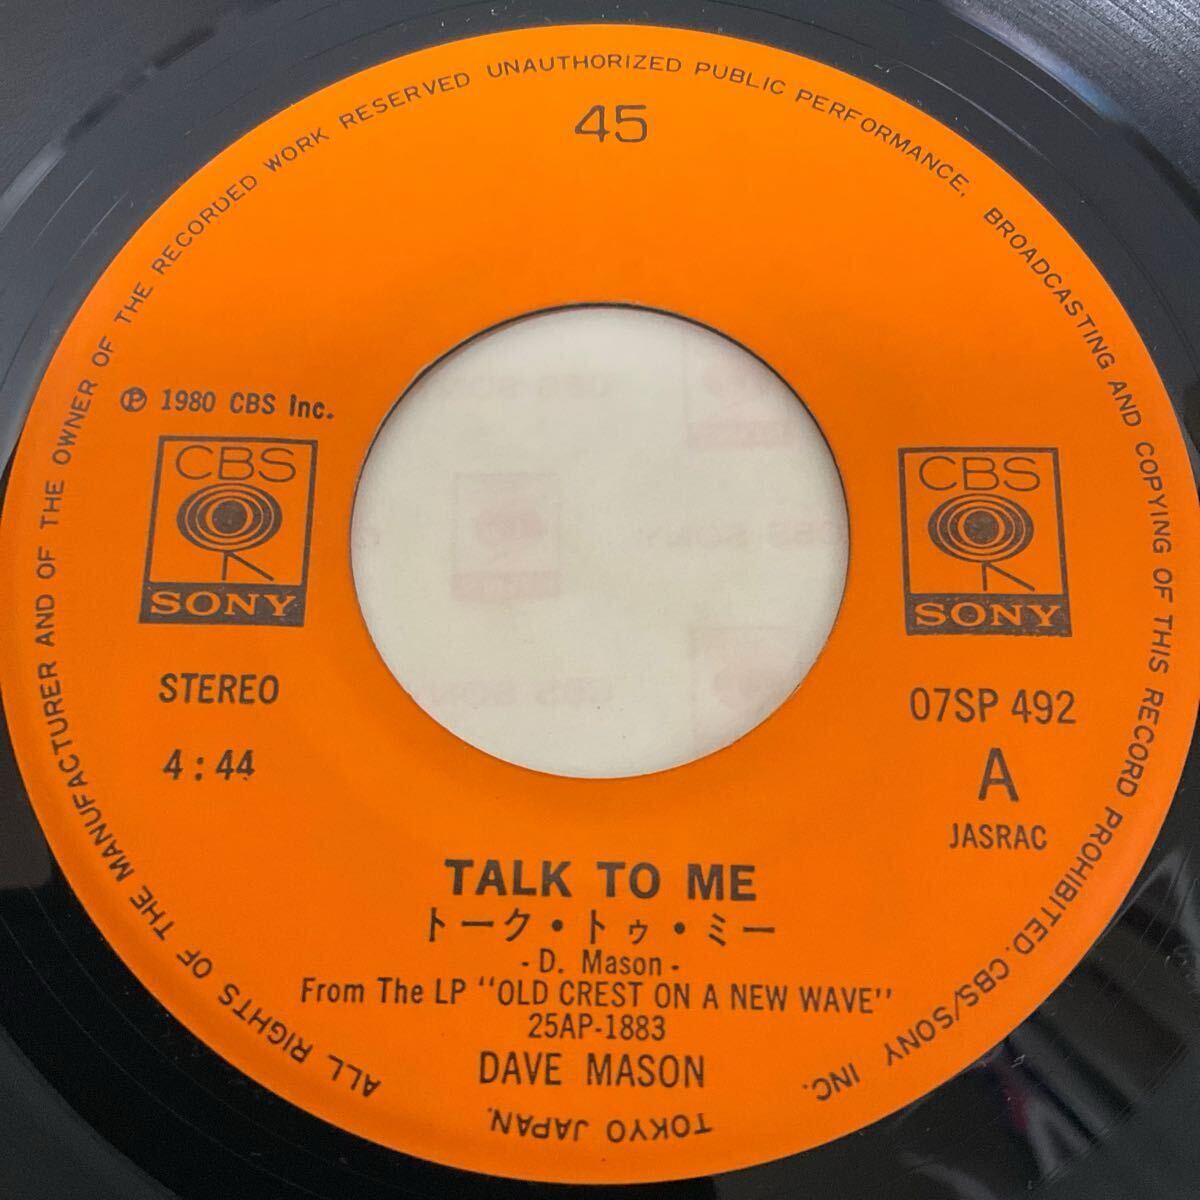 ALL RIGHTS OF THE MANUFACTURER AND OF THE OWNER OF THE RECORDED WORK RESERVED UNAUTHORIZED PUBLIC PERFORMANCE, BROADCASTING AND COPYING OF THIS RECORD PROHIBITED. CBS/SONY INC.
TOKYO JAPAN.
45
℗ 1980 CBS Inc.
CBS
SONY
CBS
SONY
STEREO
4:44
07SP 492
A
JASRAC
TALK TO ME
トーク・トゥ・ミー
- D. Mason -
From The LP "OLD CREST ON A NEW WAVE"
25AP-1883
DAVE MASON